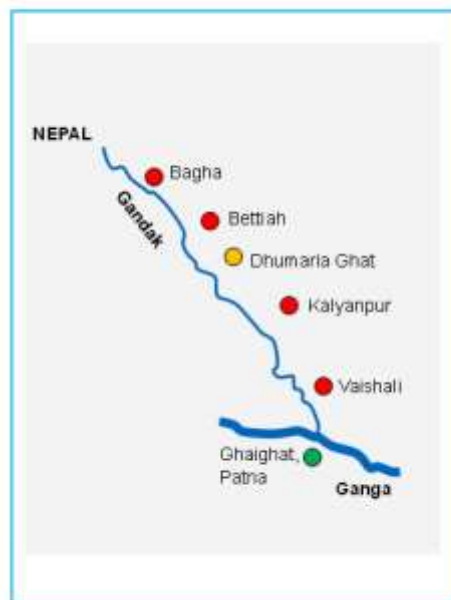 NEPAL
Bagha
Gandak
Bettiah
Dhumaria Ghat
Kalyanpur
Vaishali
Ghaighat,
Patna
Ganga